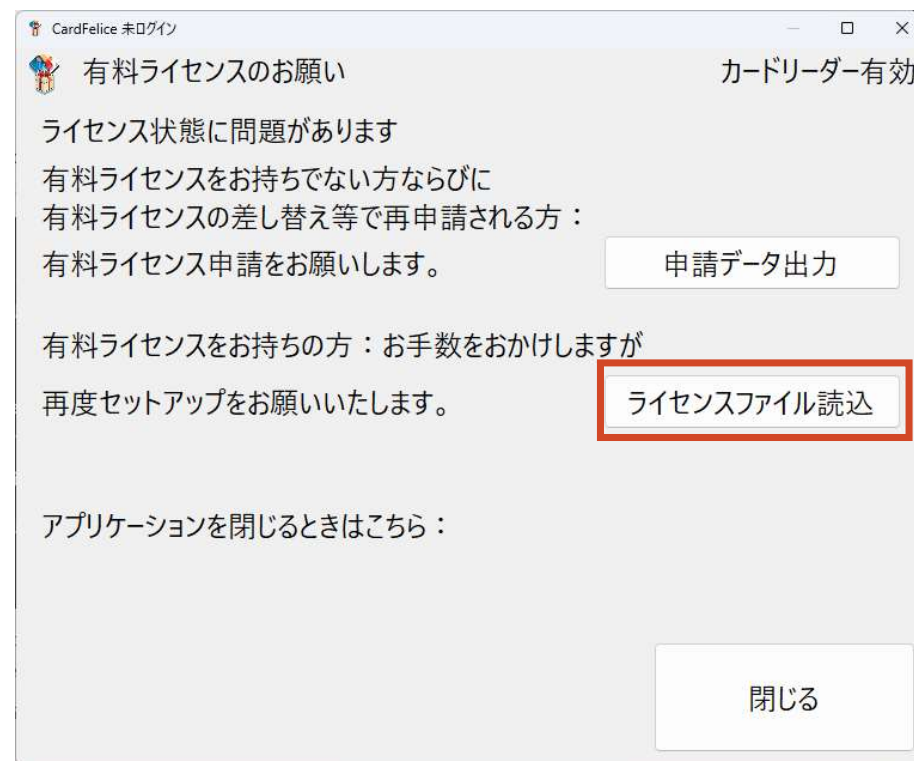 CardFelice 未ログイン
有料ライセンスのお願い カードリーダー有効
ライセンス状態に問題があります
有料ライセンスをお持ちでない方ならびに
有料ライセンスの差し替え等で再申請される方：
有料ライセンス申請をお願いします。 申請データ出力
有料ライセンスをお持ちの方：お手数をおかけしますが
再度セットアップをお願いいたします。 ライセンスファイル読込
アプリケーションを閉じるときはこちら：
閉じる